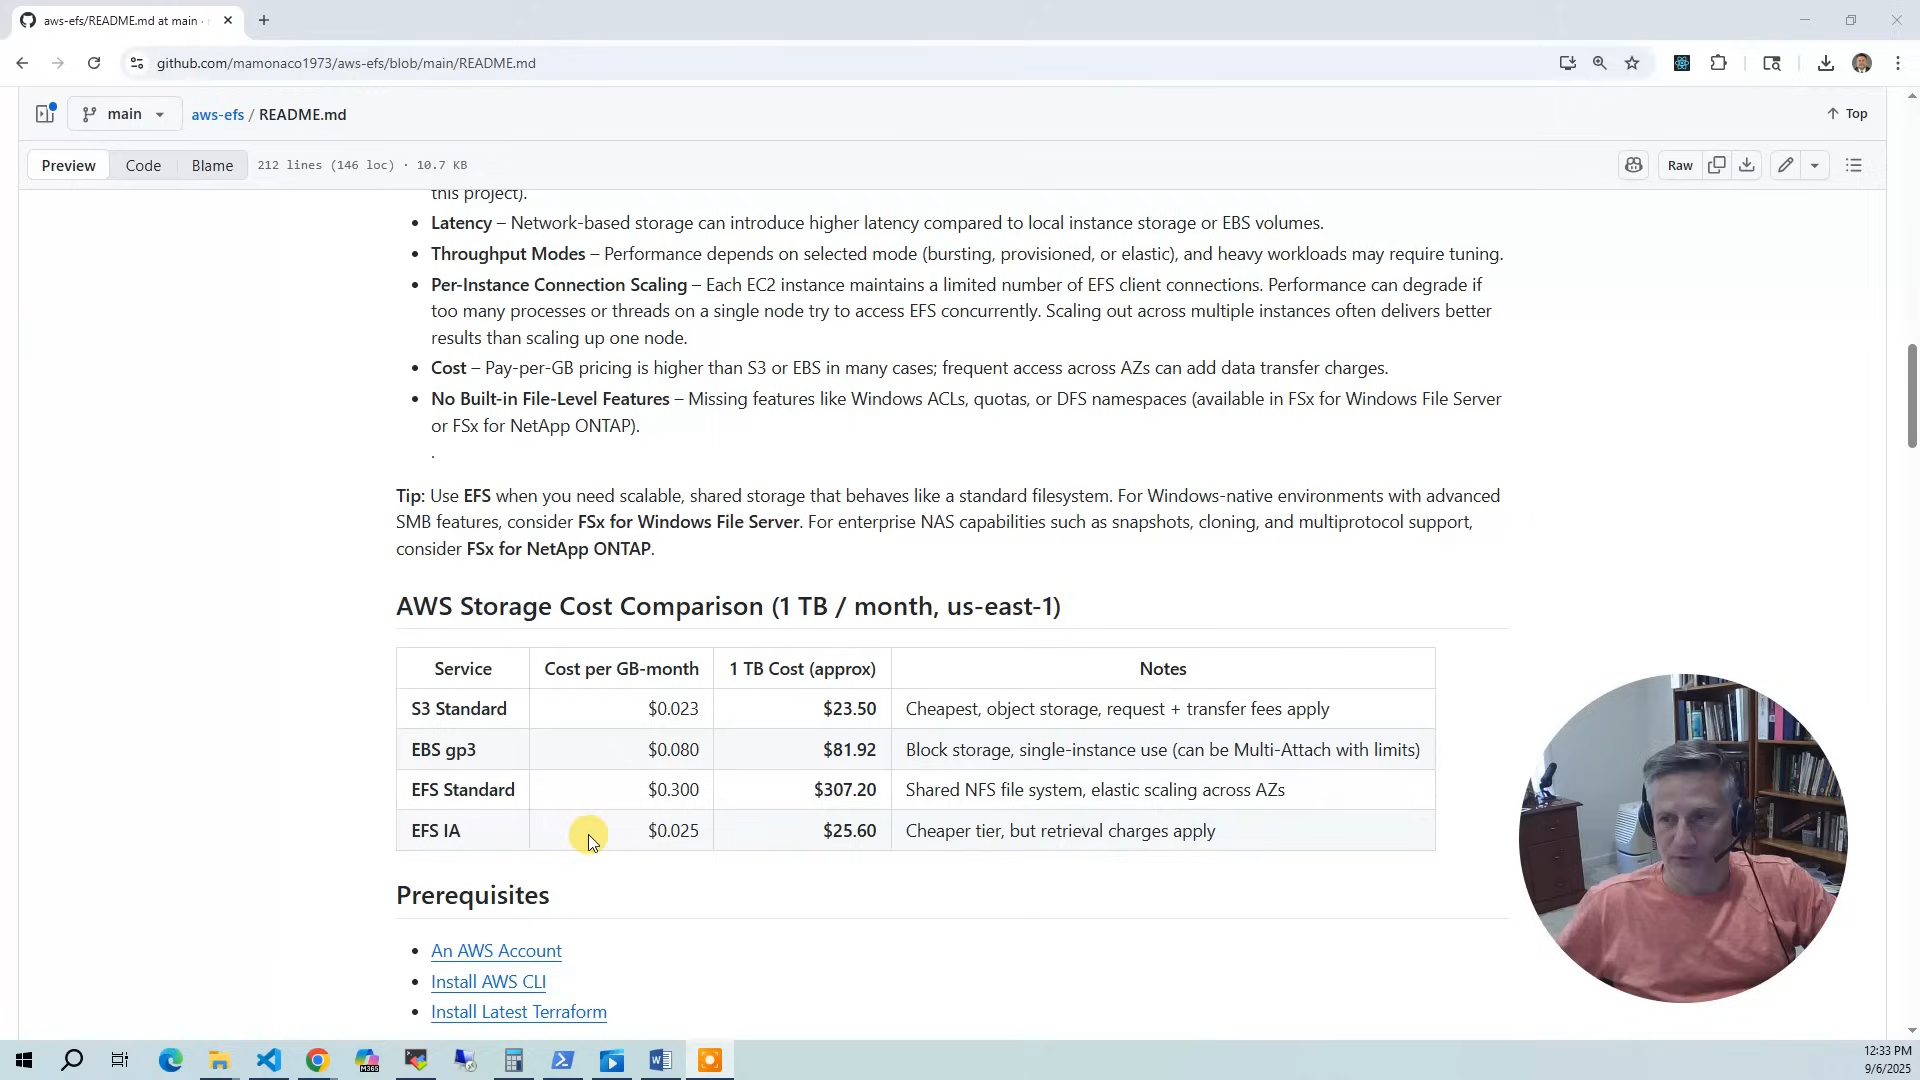 aws-efs/README.md at main ·
github.com/mamonaco1973/aws-efs/blob/main/README.md
main
aws-efs / README.md
Top
Preview
Code
Blame
212 lines (146 loc) · 10.7 KB
Raw
this project).
• Latency – Network-based storage can introduce higher latency compared to local instance storage or EBS volumes.
• Throughput Modes – Performance depends on selected mode (bursting, provisioned, or elastic), and heavy workloads may require tuning.
• Per-Instance Connection Scaling – Each EC2 instance maintains a limited number of EFS client connections. Performance can degrade if
too many processes or threads on a single node try to access EFS concurrently. Scaling out across multiple instances often delivers better
results than scaling up one node.
• Cost – Pay-per-GB pricing is higher than S3 or EBS in many cases; frequent access across AZs can add data transfer charges.
• No Built-in File-Level Features – Missing features like Windows ACLs, quotas, or DFS namespaces (available in FSx for Windows File Server
or FSx for NetApp ONTAP).
.
Tip: Use EFS when you need scalable, shared storage that behaves like a standard filesystem. For Windows-native environments with advanced
SMB features, consider FSx for Windows File Server. For enterprise NAS capabilities such as snapshots, cloning, and multiprotocol support,
consider FSx for NetApp ONTAP.
AWS Storage Cost Comparison (1 TB / month, us-east-1)
Service Cost per GB-month 1 TB Cost (approx) Notes
S3 Standard $0.023 $23.50 Cheapest, object storage, request + transfer fees apply
EBS gp3 $0.080 $81.92 Block storage, single-instance use (can be Multi-Attach with limits)
EFS Standard $0.300 $307.20 Shared NFS file system, elastic scaling across AZs
EFS IA $0.025 $25.60 Cheaper tier, but retrieval charges apply
Prerequisites
• An AWS Account
• Install AWS CLI
• Install Latest Terraform
M365
12:33 PM
9/6/2025